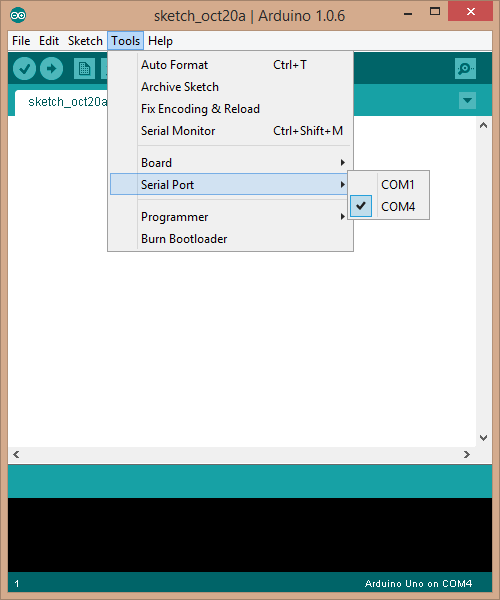 sketch_oct20a | Arduino 1.0.6
File Edit Sketch Tools Help
sketch_oct20a
Auto Format Ctrl+T
Archive Sketch
Fix Encoding & Reload
Serial Monitor Ctrl+Shift+M
Board
Serial Port
COM1
COM4
Programmer
Burn Bootloader
1 Arduino Uno on COM4